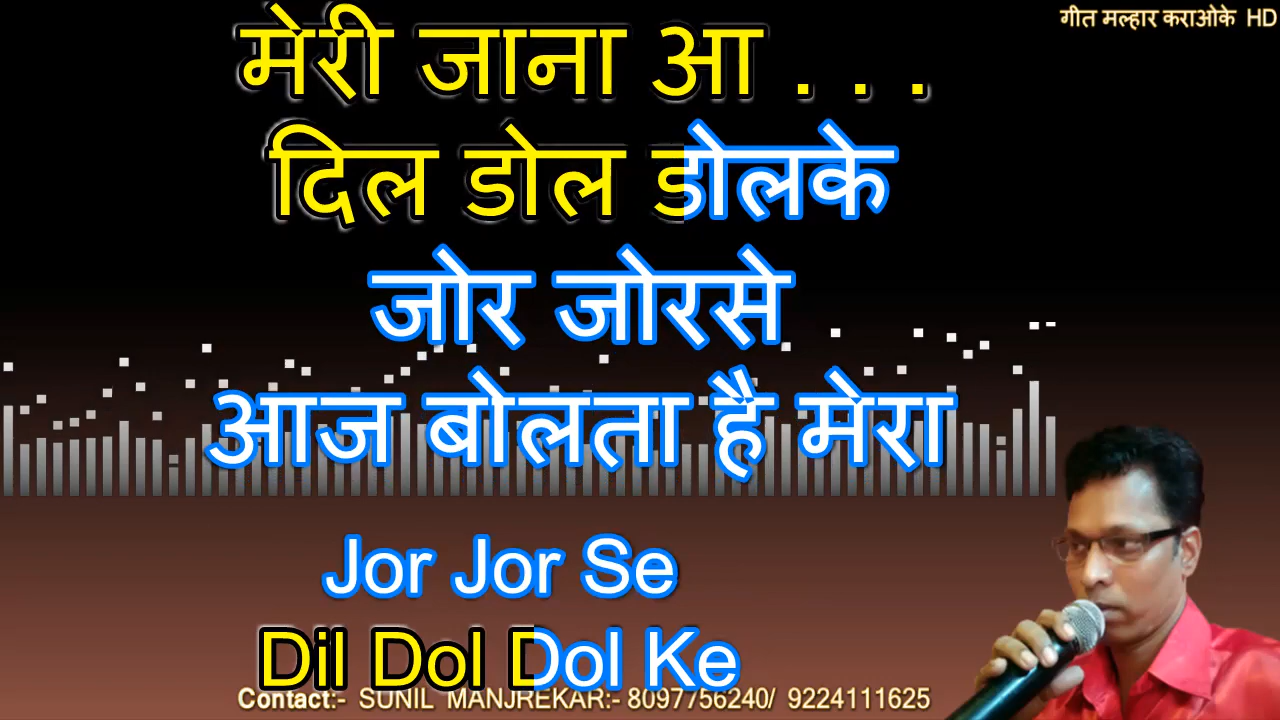 गीत मल्हार कराओके HD
मेरी जाना आ . . .
दिल डोल डोलके
जोर जोरसे
आज बोलता है मेरा
Jor Jor Se
Dil Dol Dol Ke
Contact:- SUNIL MANJREKAR:- 8097756240/ 9224111625